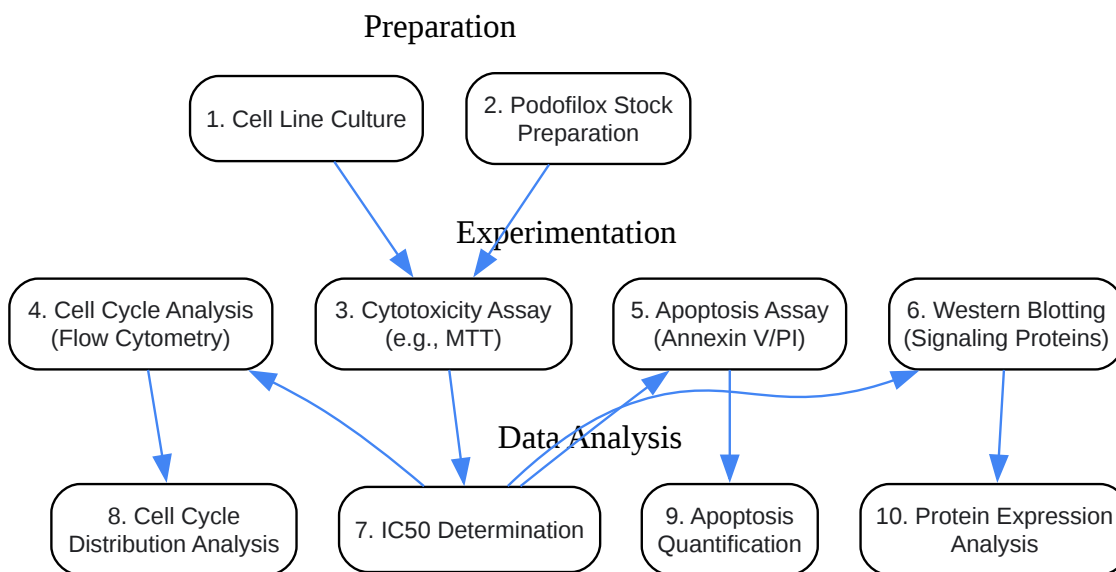 Preparation
1. Cell Line Culture
2. Podofilox Stock
Preparation
Experimentation
4. Cell Cycle Analysis
(Flow Cytometry)
3. Cytotoxicity Assay
(e.g., MTT)
5. Apoptosis Assay
(Annexin V/PI)
6. Western Blotting
(Signaling Proteins)
Data Analysis
8. Cell Cycle
Distribution Analysis
7. IC50 Determination
9. Apoptosis
Quantification
10. Protein Expression
Analysis